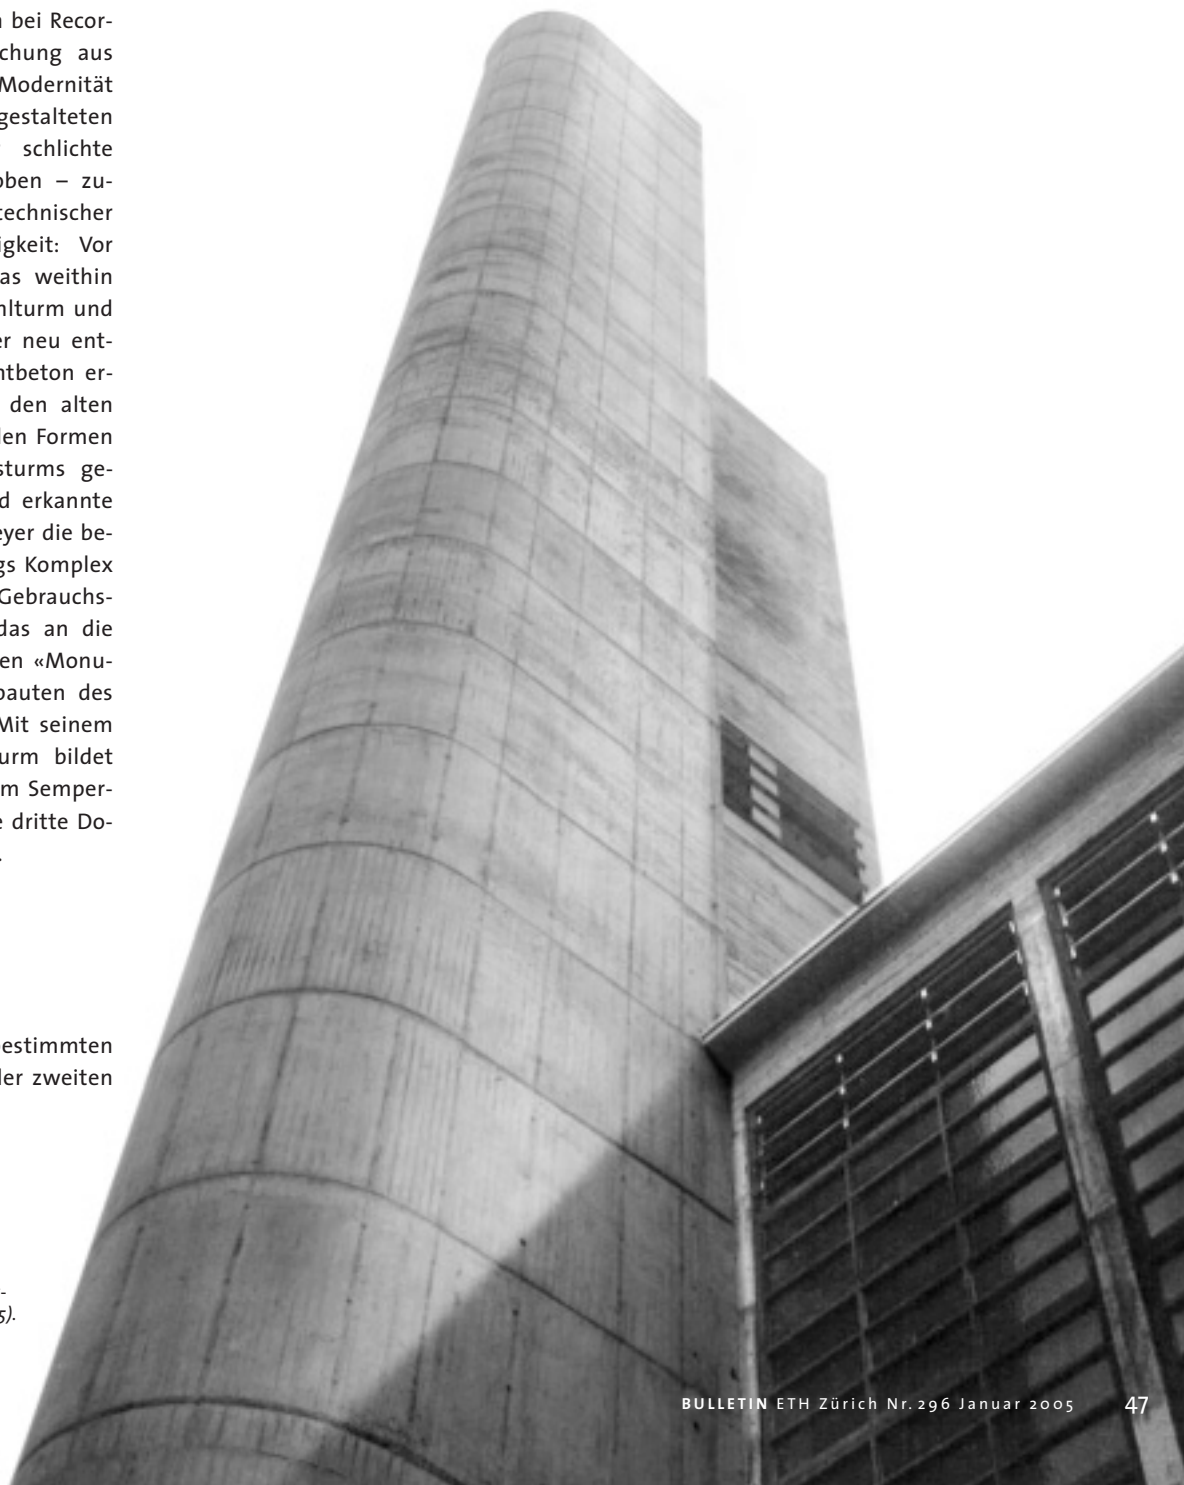 bei Recor-
chung aus
Modernität
gestalteten
schlichte
oben – zu-
technischer
igkeit: Vor
as weithin
hlturm und
er neu ent-
htbeton er-
den alten
len Formen
sturms ge-
d erkannte
eyer die be-
gs Komplex
Gebrauchs-
das an die
en «Monu-
bauten des
Mit seinem
urm bildet
m Semper-
e dritte Do-
.
bestimmten
der zweiten
-
5).
BULLETIN ETH Zürich Nr. 296 Januar 2005 47